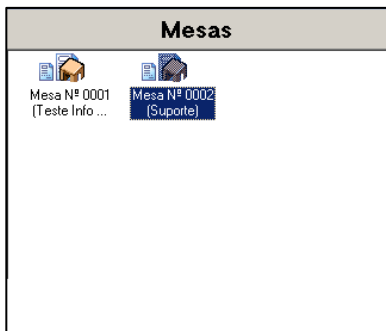 Mesas
Mesa Nº 0001
(Teste Info ...
Mesa Nº 0002
(Suporte)